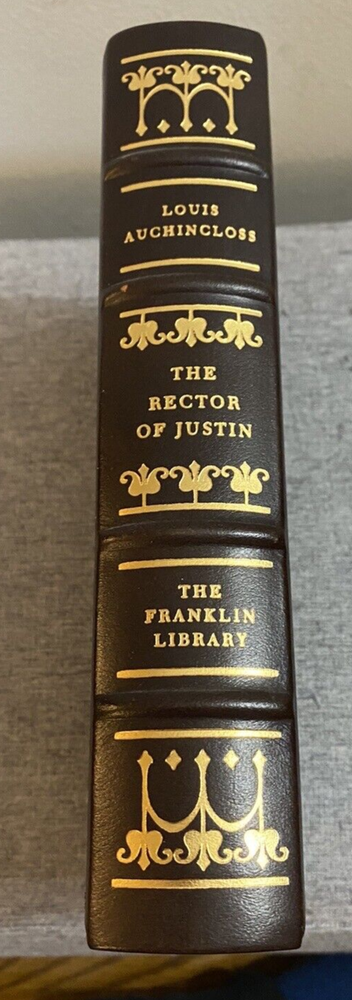 LOUIS
AUCHINCLOSS
THE
RECTOR
OF JUSTIN
THE
FRANKLIN
LIBRARY